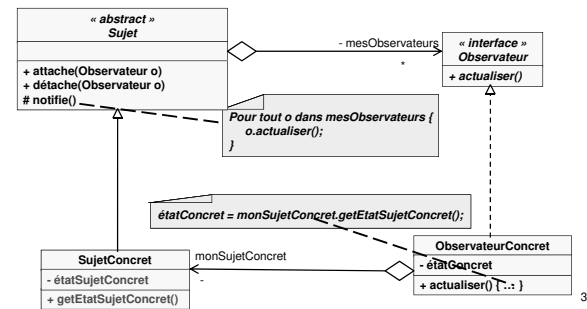 « abstract »
Sujet
+ attache(Observateur o)
+ détache(Observateur o)
# notifie()
- mesObservateurs
*
« interface »
Observateur
+ actualiser()
Pour tout o dans mesObservateurs {
o.actualiser();
}
étatConcret = monSujetConcret.getEtatSujetConcret();
SujetConcret
- étatSujetConcret
+ getEtatSujetConcret()
monSujetConcret
-
ObservateurConcret
- étatConcret
+ actualiser() { ... }
3